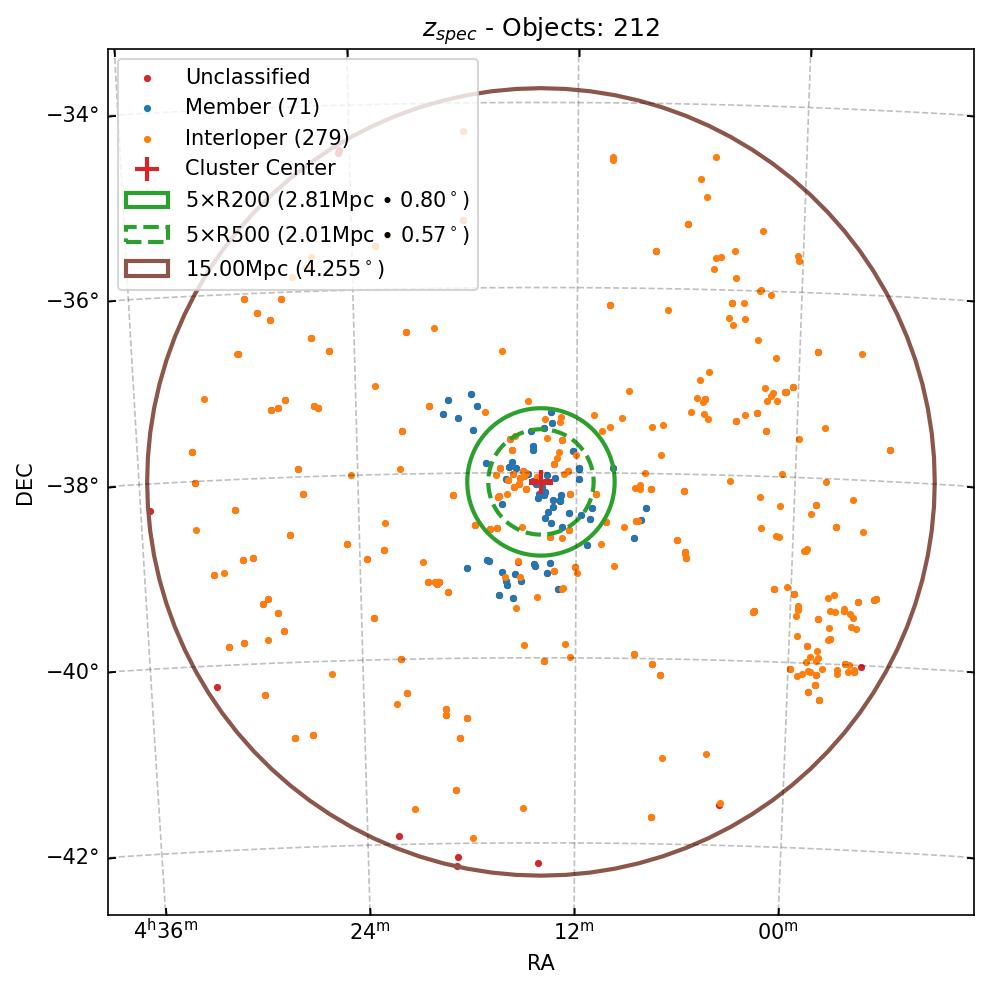 z_spec - Objects: 212
Unclassified
Member (71)
Interloper (279)
Cluster Center
5×R200 (2.81Mpc • 0.80°)
5×R500 (2.01Mpc • 0.57°)
15.00Mpc (4.255°)
−34°
−36°
−38°
−40°
−42°
DEC
4h36m 24m 12m 00m
RA